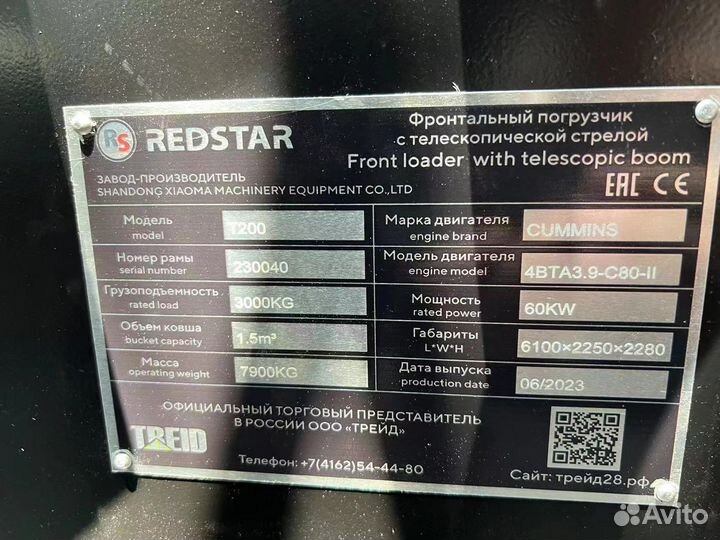 RS REDSTAR
Фронтальный погрузчик
с телескопической стрелой
Front loader with telescopic boom
ЗАВОД-ПРОИЗВОДИТЕЛЬ
SHANDONG XIAOMA MACHINERY EQUIPMENT CO.,LTD
EAC CE
Модель
model
T200
Номер рамы
serial number
230040
Грузоподъемность
rated load
3000KG
Объем ковша
bucket capacity
1.5m³
Масса
operating weight
7900KG
Марка двигателя
engine brand
CUMMINS
Модель двигателя
engine model
4BTA3.9-C80-II
Мощность
rated power
60KW
Габариты
L*W*H
6100×2250×2280
Дата выпуска
production date
06/2023
ОФИЦИАЛЬНЫЙ ТОРГОВЫЙ ПРЕДСТАВИТЕЛЬ
В РОССИИ ООО «ТРЕЙД»
TREID
Телефон: +7(4162)54-44-80
Сайт: трейд28.рф
Avito